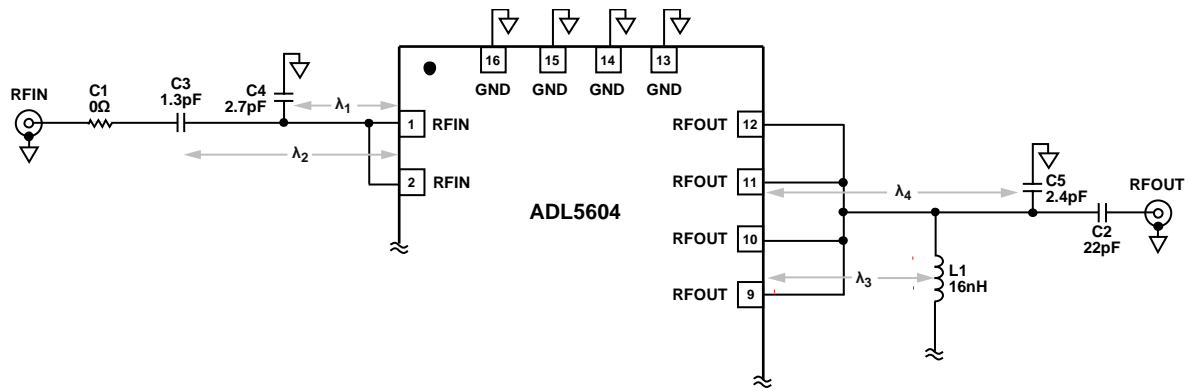 RFIN
C1
0Ω
C3
1.3pF
C4
2.7pF
λ1
λ2
16
15
14
13
GND
GND
GND
GND
1
RFIN
2
RFIN
ADL5604
RFOUT
12
RFOUT
11
RFOUT
10
RFOUT
9
λ4
λ3
C5
2.4pF
RFOUT
C2
22pF
L1
16nH